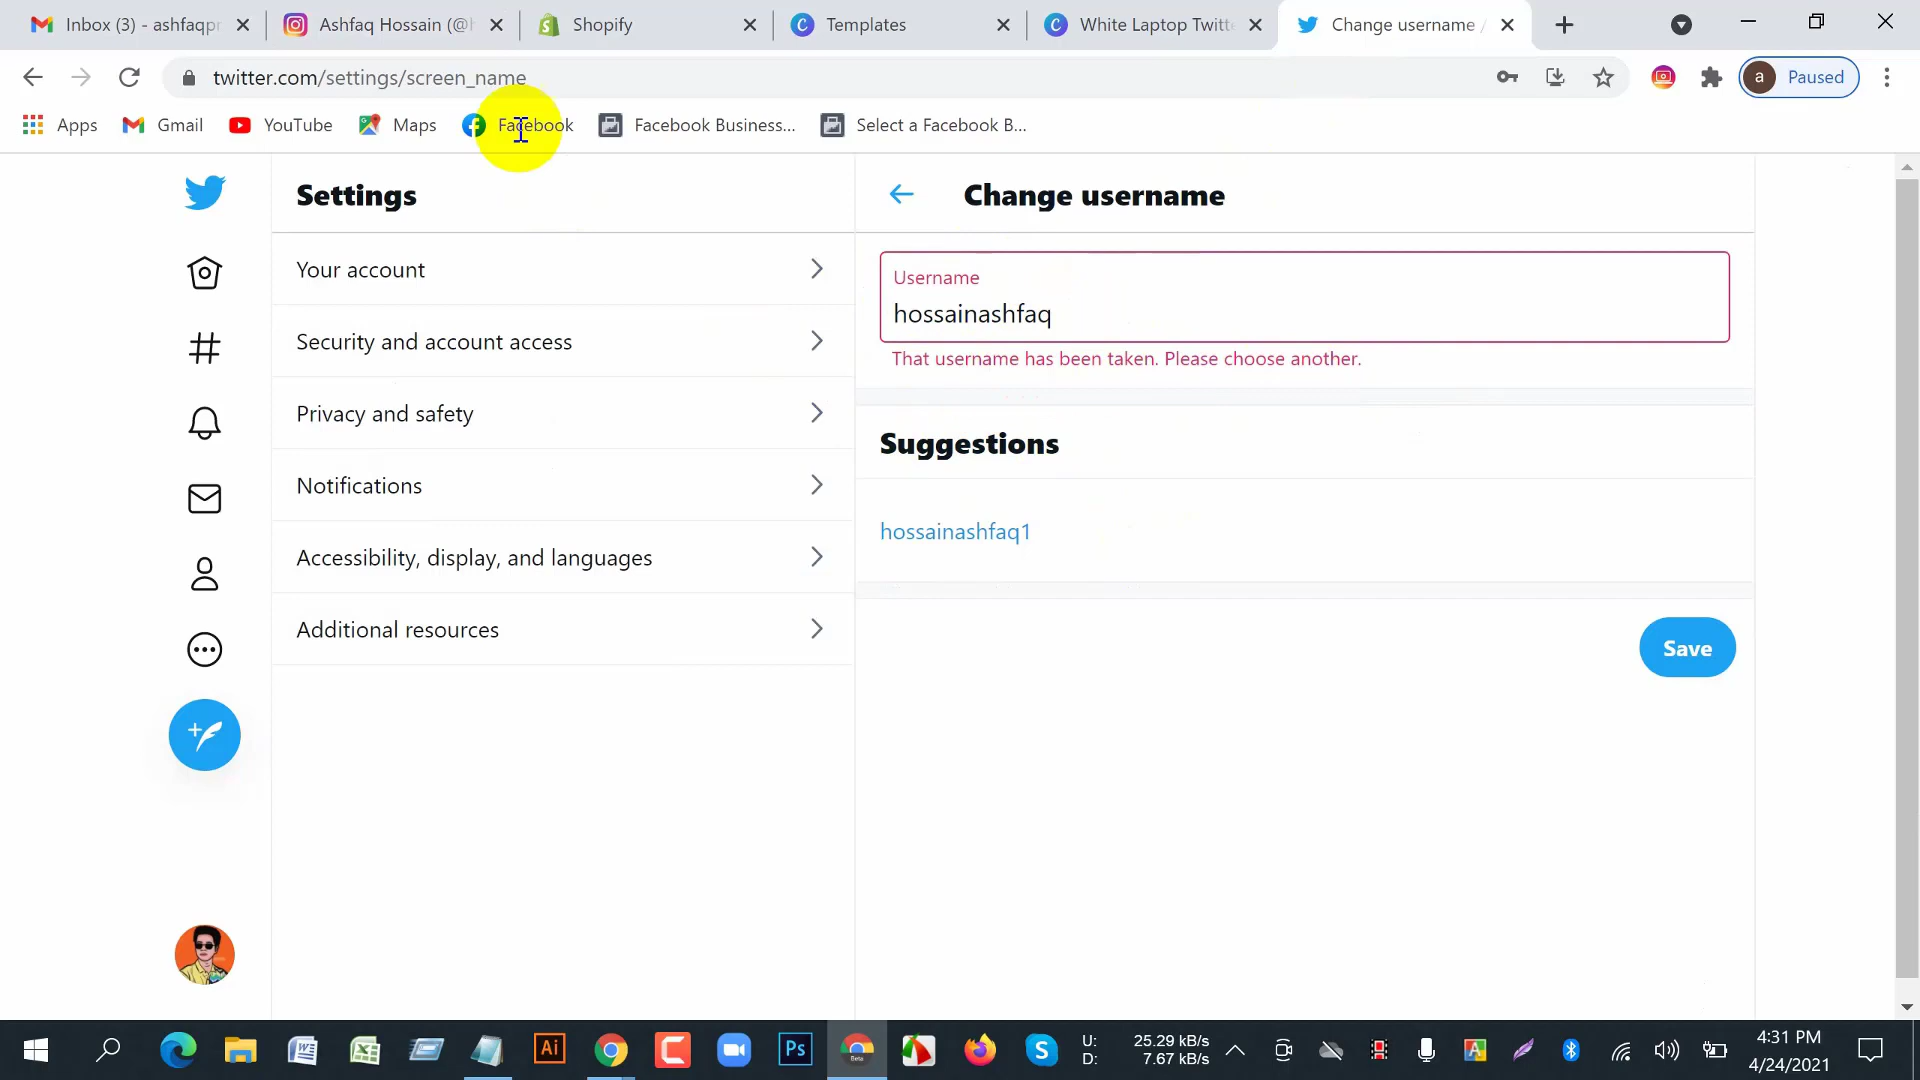 Inbox (3) - ashfaqpr
Ashfaq Hossain (@h
Shopify
Templates
White Laptop Twitt
Change username /
twitter.com/settings/screen_name
a Paused
Apps
Gmail
YouTube
Maps
Facebook
Facebook Business...
Select a Facebook B...
Settings
Change username
Your account
Username
hossainashfaq
Security and account access
That username has been taken. Please choose another.
Privacy and safety
Suggestions
Notifications
hossainashfaq1
Accessibility, display, and languages
Additional resources
Save
U: 25.29 kB/s
D: 7.67 kB/s
4:31 PM
4/24/2021